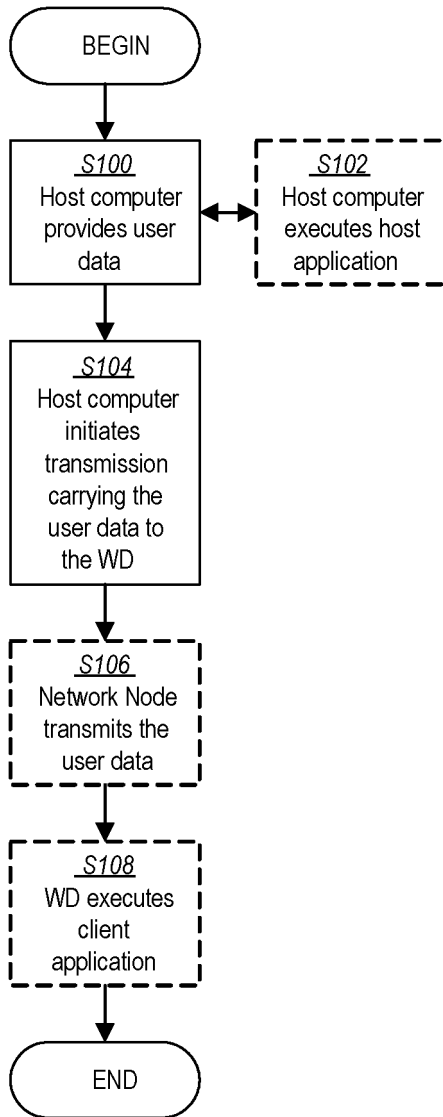 BEGIN
S100
Host computer
provides user
data
S102
Host computer
executes host
application
S104
Host computer
initiates
transmission
carrying the
user data to
the WD
S106
Network Node
transmits the
user data
S108
WD executes
client
application
END